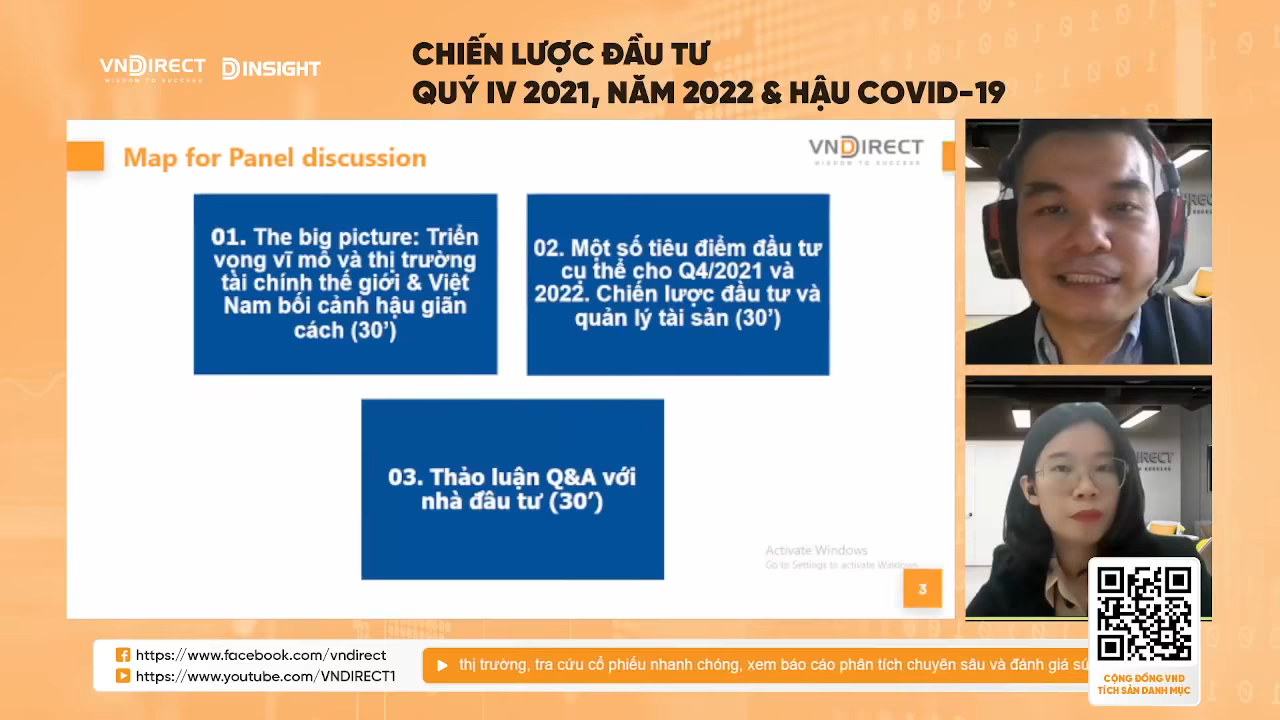 VNDIRECT
WISDOM TO SUCCESS
DINSIGHT
CHIẾN LƯỢC ĐẦU TƯ
QUÝ IV 2021, NĂM 2022 & HẬU COVID-19
Map for Panel discussion
VNDIRECT
WISDOM TO SUCCESS
01. The big picture: Triển
vọng vĩ mô và thị trường
tài chính thế giới & Việt
Nam bối cảnh hậu giãn
cách (30’)
02. Một số tiêu điểm đầu tư
cụ thể cho Q4/2021 và
2022. Chiến lược đầu tư và
quản lý tài sản (30’)
03. Thảo luận Q&A với
nhà đầu tư (30’)
Activate Windows
Go to Settings to activate Windows.
3
https://www.facebook.com/vndirect
https://www.youtube.com/VNDIRECT1
thị trường, tra cứu cổ phiếu nhanh chóng, xem báo cáo phân tích chuyên sâu và đánh giá
CỘNG ĐỒNG VND
TÍCH SẢN DANH MỤC